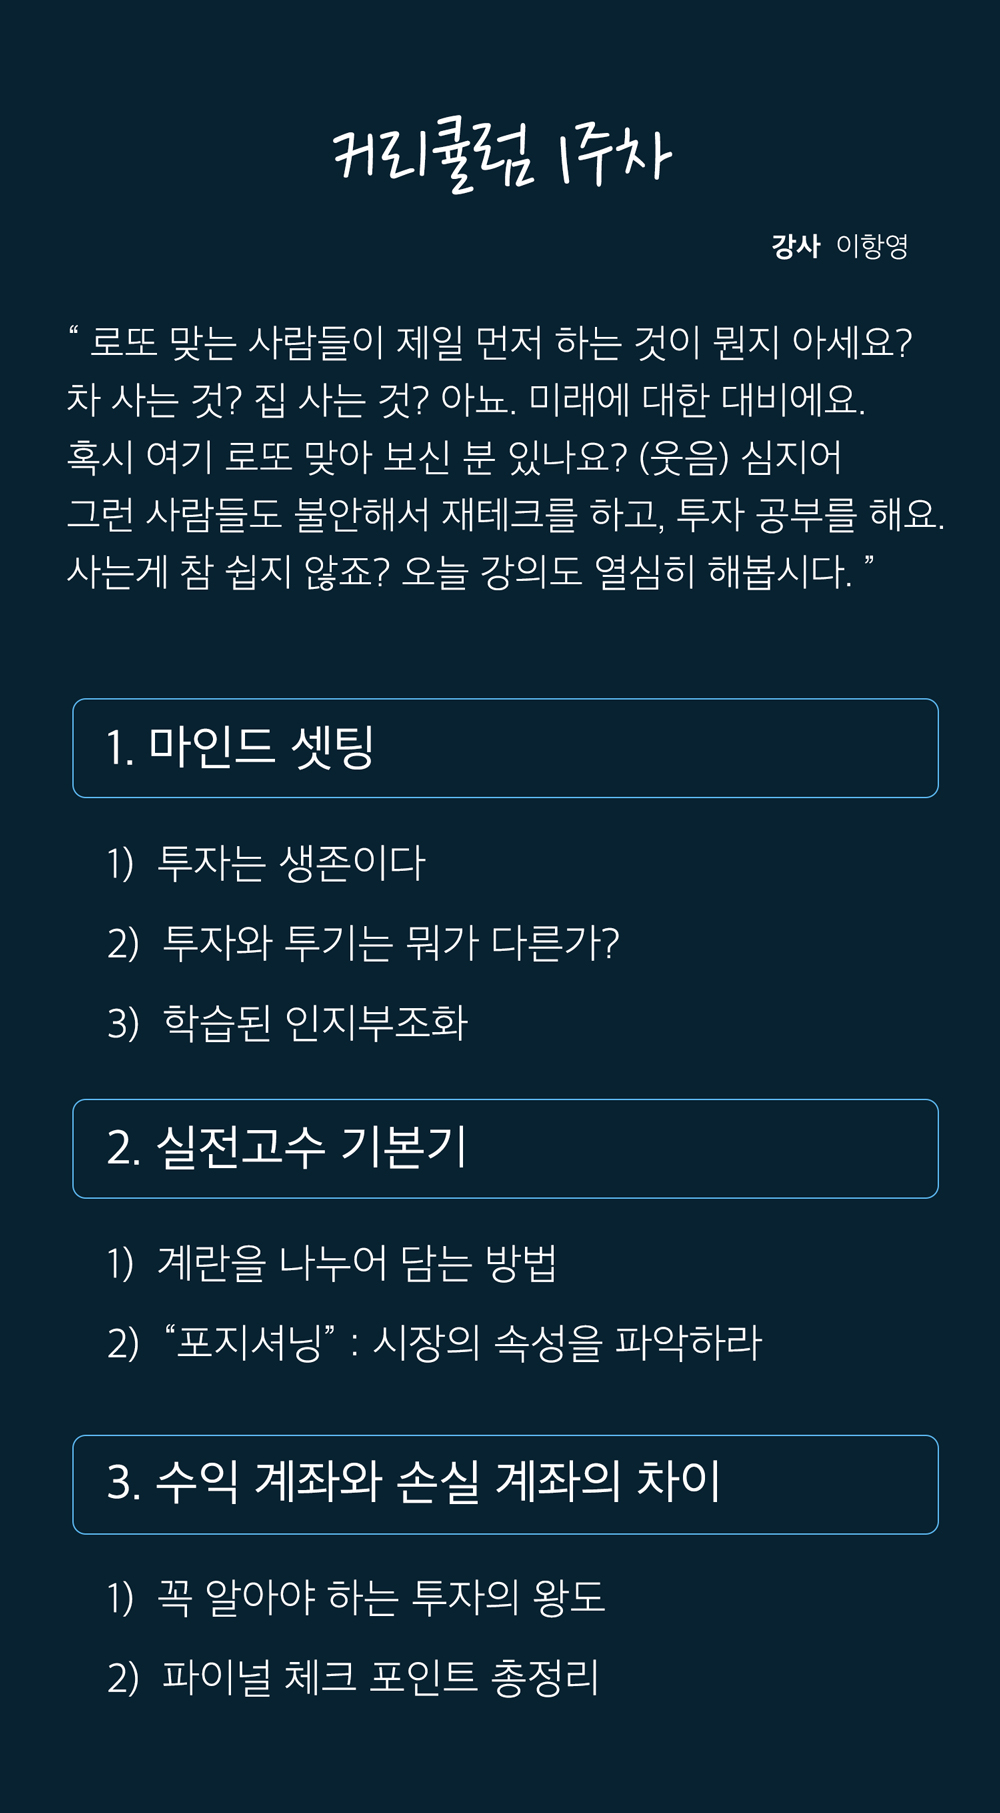 커리큘럼 1주차
강사 이항영
“ 로또 맞는 사람들이 제일 먼저 하는 것이 뭔지 아세요?
차 사는 것? 집 사는 것? 아뇨. 미래에 대한 대비에요.
혹시 여기 로또 맞아 보신 분 있나요? (웃음) 심지어
그런 사람들도 불안해서 재테크를 하고, 투자 공부를 해요.
사는게 참 쉽지 않죠? 오늘 강의도 열심히 해봅시다. ”
1. 마인드 셋팅
1) 투자는 생존이다
2) 투자와 투기는 뭐가 다른가?
3) 학습된 인지부조화
2. 실전고수 기본기
1) 계란을 나누어 담는 방법
2) “포지셔닝” : 시장의 속성을 파악하라
3. 수익 계좌와 손실 계좌의 차이
1) 꼭 알아야 하는 투자의 왕도
2) 파이널 체크 포인트 총정리